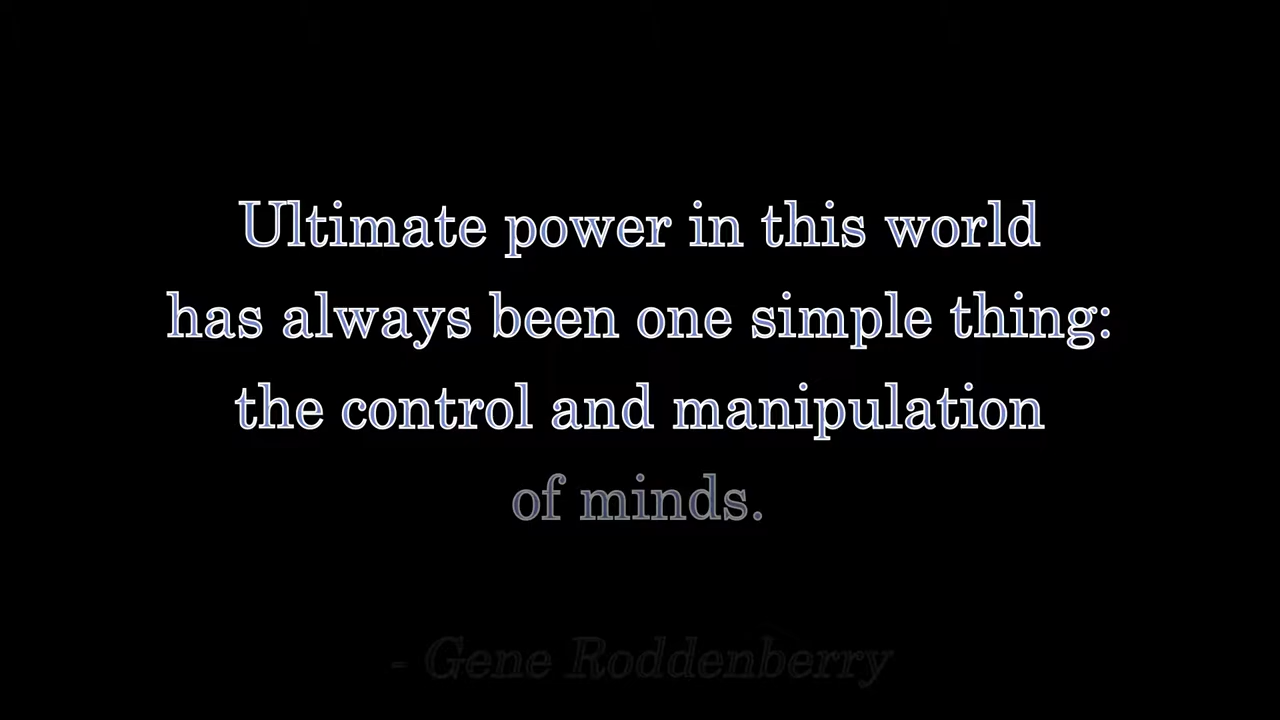 Ultimate power in this world
has always been one simple thing:
the control and manipulation
of minds.
- Gene Roddenberry